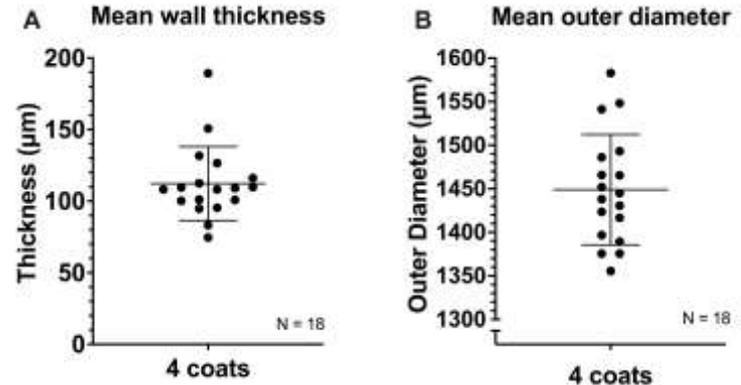 A Mean wall thickness
Thickness (µm)
200
150
100
50
0
N = 18
4 coats
B Mean outer diameter
Outer Diameter (µm)
1600
1550
1500
1450
1400
1350
1300
N = 18
4 coats